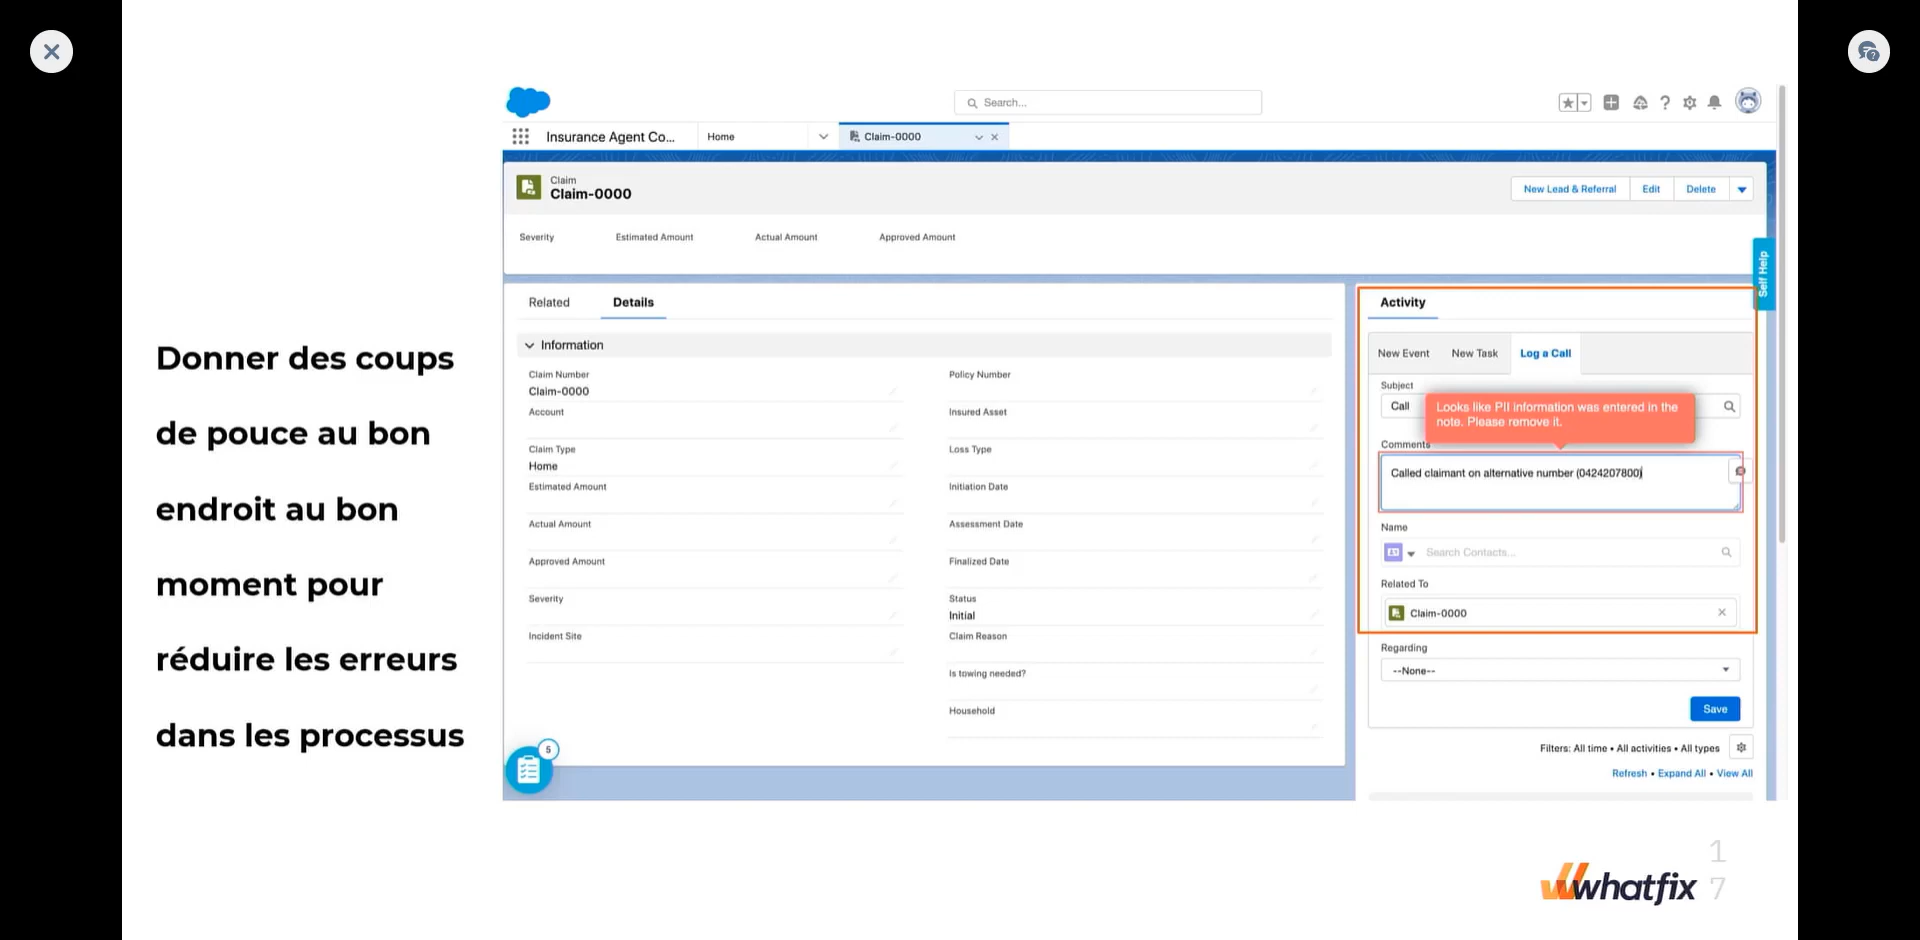 Search...
Insurance Agent Co...
Home
Claim-0000
Claim
Claim-0000
New Lead & Referral
Edit
Delete
Severity
Estimated Amount
Actual Amount
Approved Amount
Self Help
Related
Details
Information
Claim Number
Claim-0000
Account
Claim Type
Home
Estimated Amount
Actual Amount
Approved Amount
Severity
Incident Site
Policy Number
Insured Asset
Loss Type
Initiation Date
Assessment Date
Finalized Date
Status
Initial
Claim Reason
Is towing needed?
Household
5
Activity
New Event
New Task
Log a Call
Subject
Call
Looks like PII information was entered in the
note. Please remove it.
Comments
Called claimant on alternative number (0424207800)
Name
Search Contacts...
Related To
Claim-0000
Regarding
--None--
Save
Filters: All time • All activities • All types
Refresh • Expand All • View All
Donner des coups
de pouce au bon
endroit au bon
moment pour
réduire les erreurs
dans les processus
whatfix
1
7